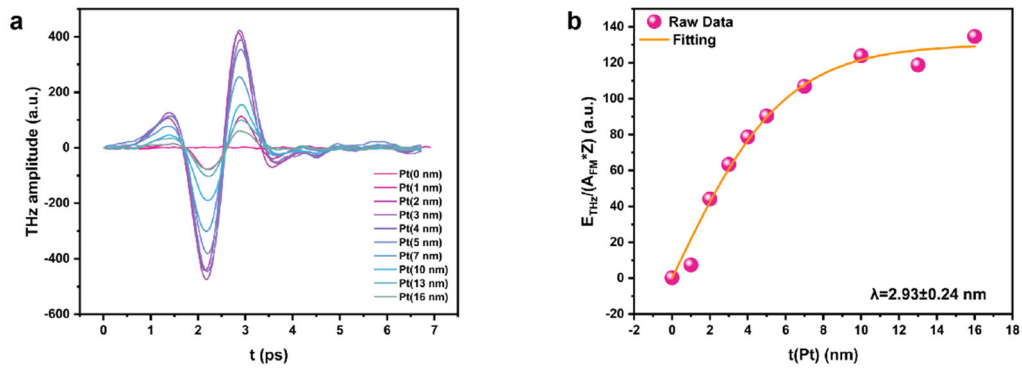 a
THz amplitude (a.u.)
400
200
0
-200
-400
-600
0 1 2 3 4 5 6 7
t (ps)
Pt(0 nm)
Pt(1 nm)
Pt(2 nm)
Pt(3 nm)
Pt(4 nm)
Pt(5 nm)
Pt(7 nm)
Pt(10 nm)
Pt(13 nm)
Pt(16 nm)
b
E_THz/(A_FM*Z) (a.u.)
140
120
100
80
60
40
20
0
-20
-2 0 2 4 6 8 10 12 14 16 18
t(Pt) (nm)
Raw Data
Fitting
λ=2.93±0.24 nm